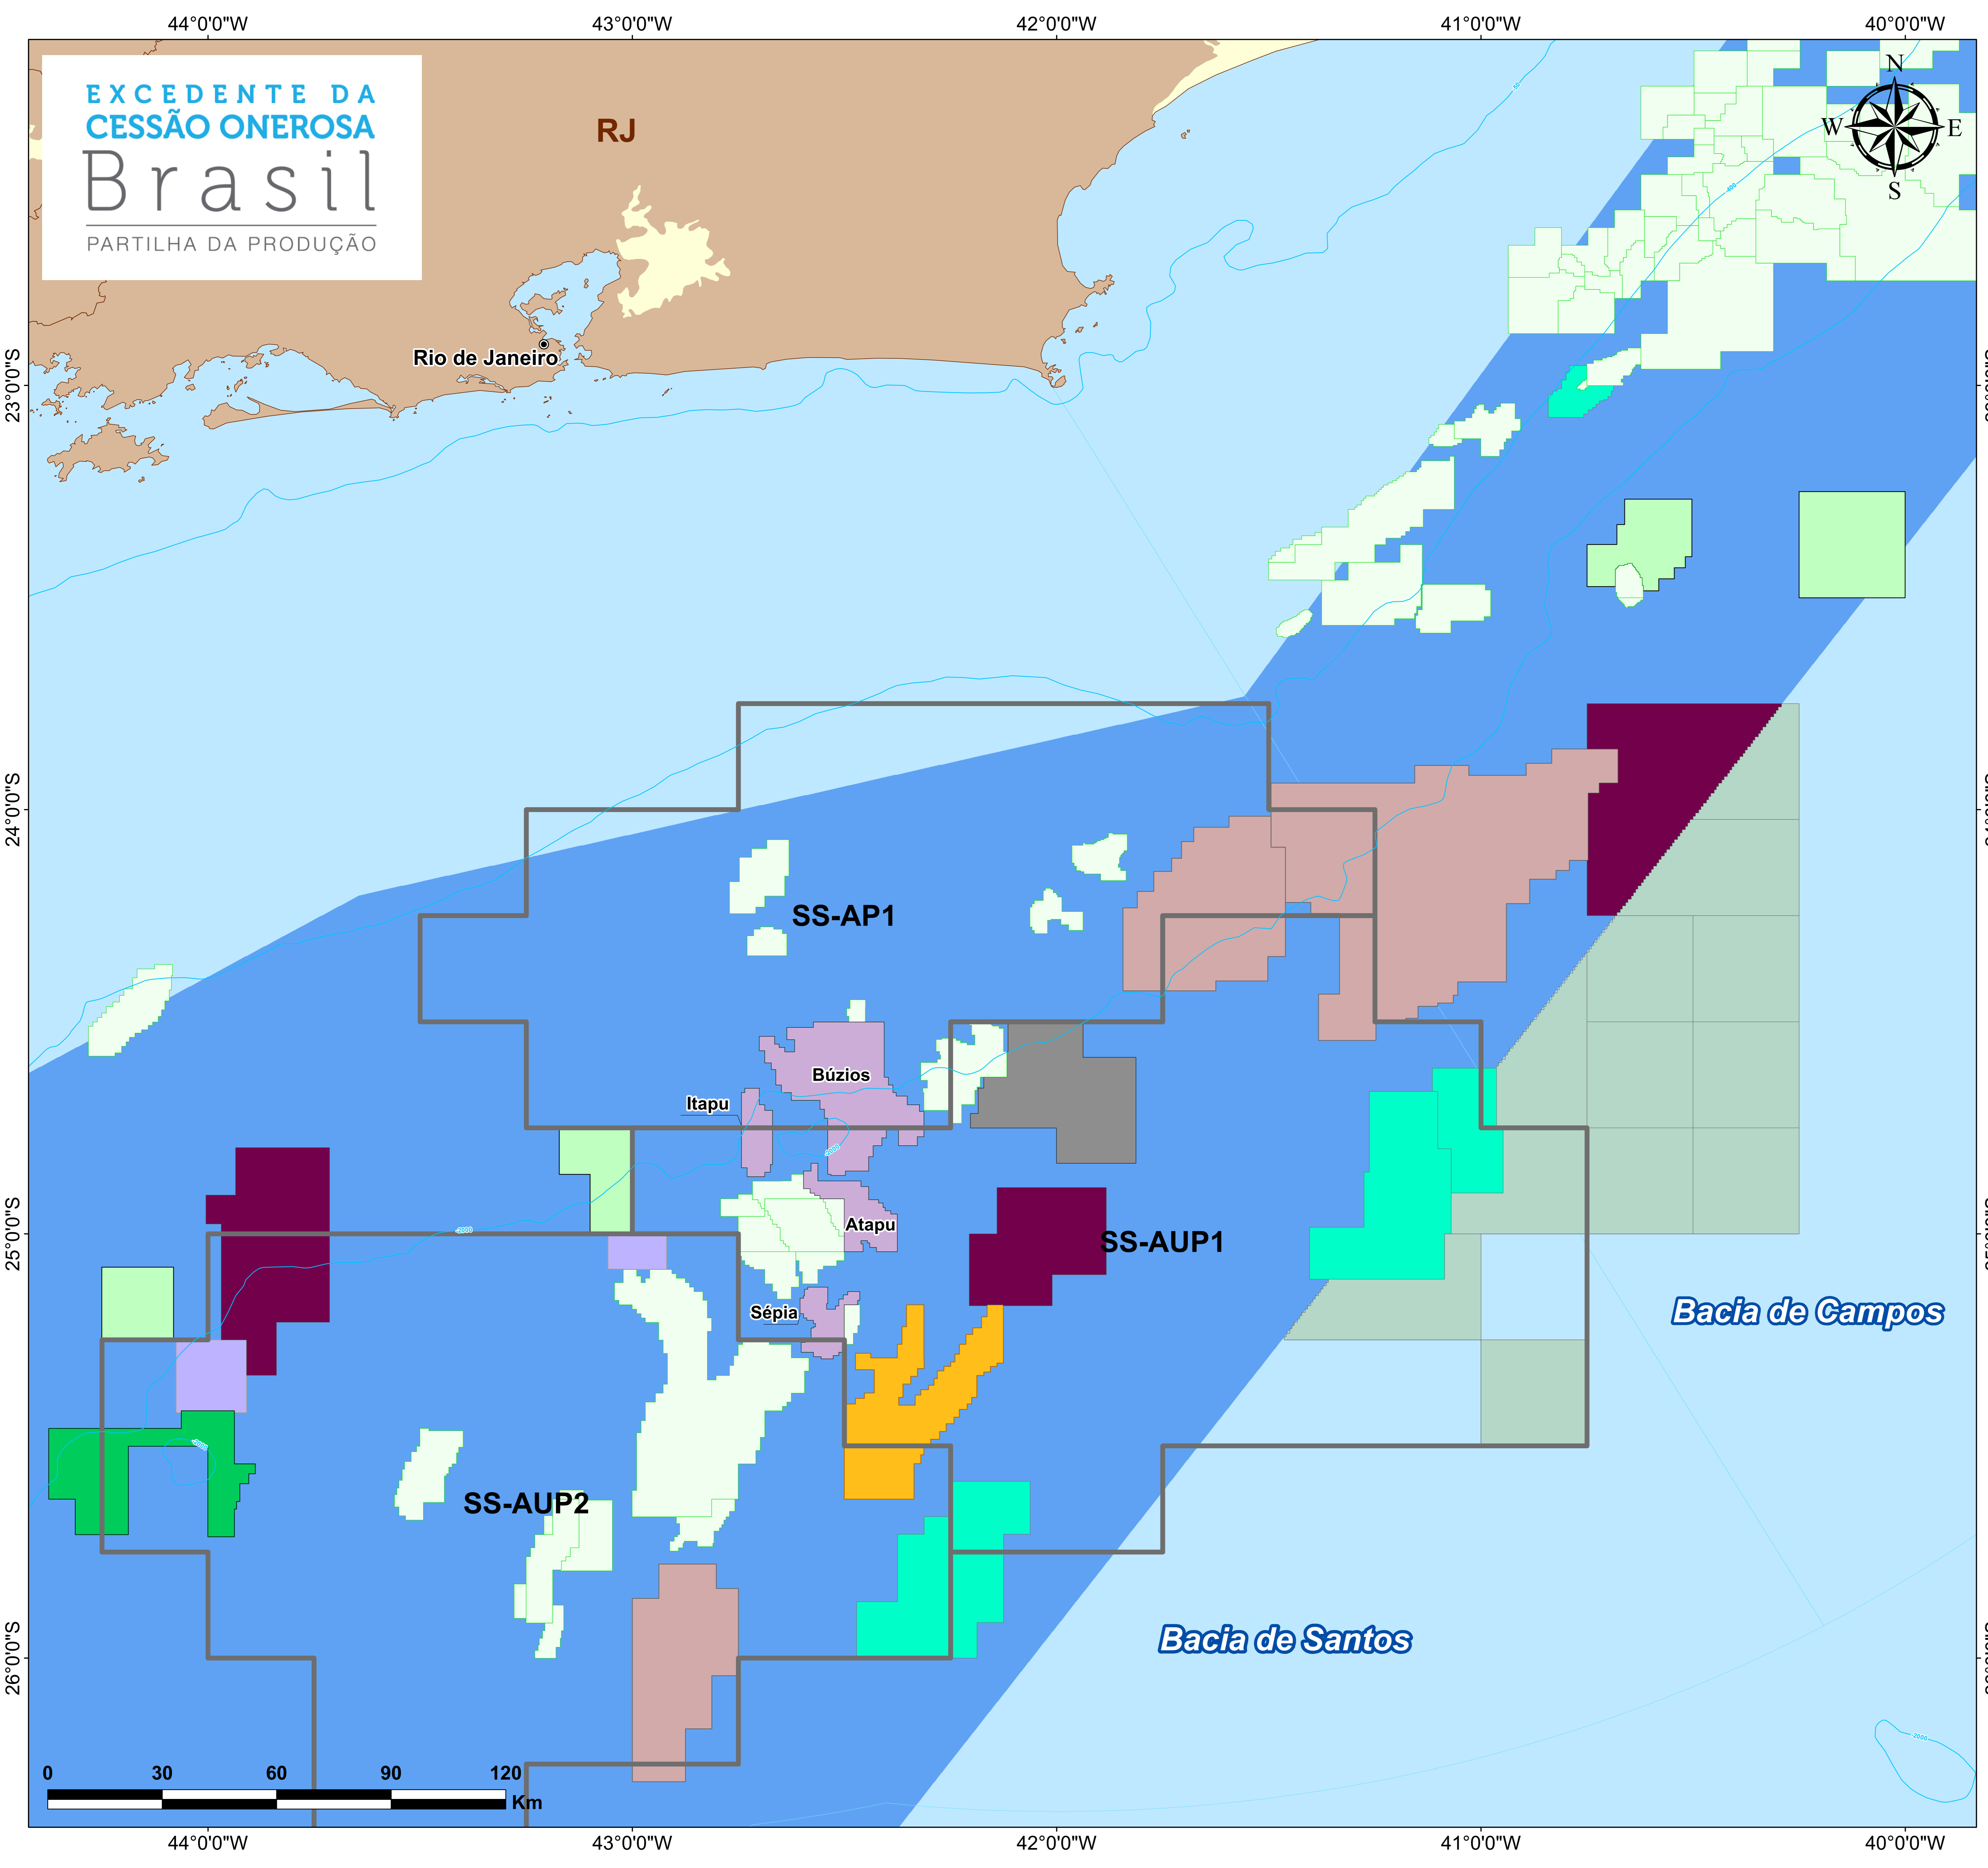 44°0'0"W
43°0'0"W
42°0'0"W
41°0'0"W
40°0'0"W
EXCEDENTE DA
CESSÃO ONEROSA
Brasil
PARTILHA DA PRODUÇÃO
RJ
N
W
E
S
Rio de Janeiro
23°0'0"S
24°0'0"S
SS-AP1
Búzios
Itapu
Atapu
SS-AUP1
25°0'0"S
Sépia
Bacia de Campos
SS-AUP2
Bacia de Santos
26°0'0"S
-2000
-2000
0
30
60
90
120
Km
44°0'0"W
43°0'0"W
42°0'0"W
41°0'0"W
40°0'0"W